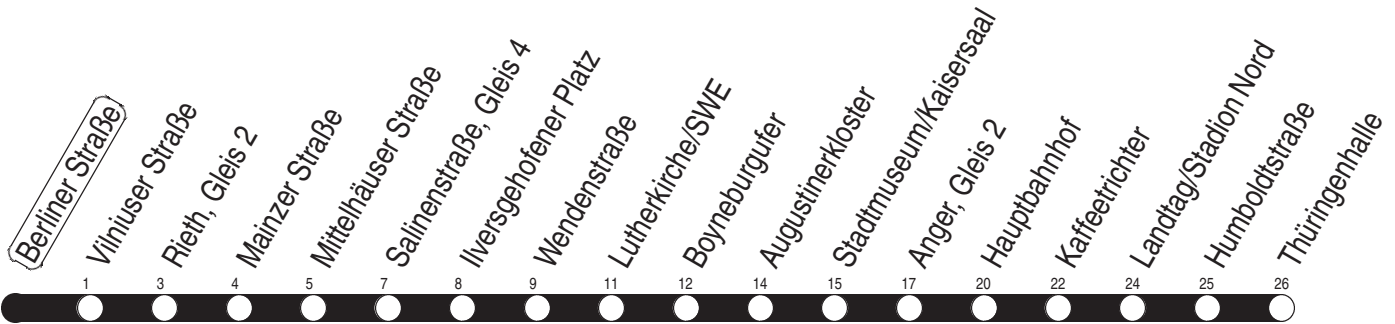 Berliner Straße
Vilniuser Straße
Rieth, Gleis 2
Mainzer Straße
Mittelhäuser Straße
Salinenstraße, Gleis 4
Ilversgehofener Platz
Wendenstraße
Lutherkirche/SWE
Boyneburgufer
Augustinerkloster
Stadtmuseum/Kaisersaal
Anger, Gleis 2
Hauptbahnhof
Kaffeetrichter
Landtag/Stadion Nord
Humboldtstraße
Thüringenhalle
1 3 4 5 7 8 9 11 12 14 15 17 20 22 24 25 26